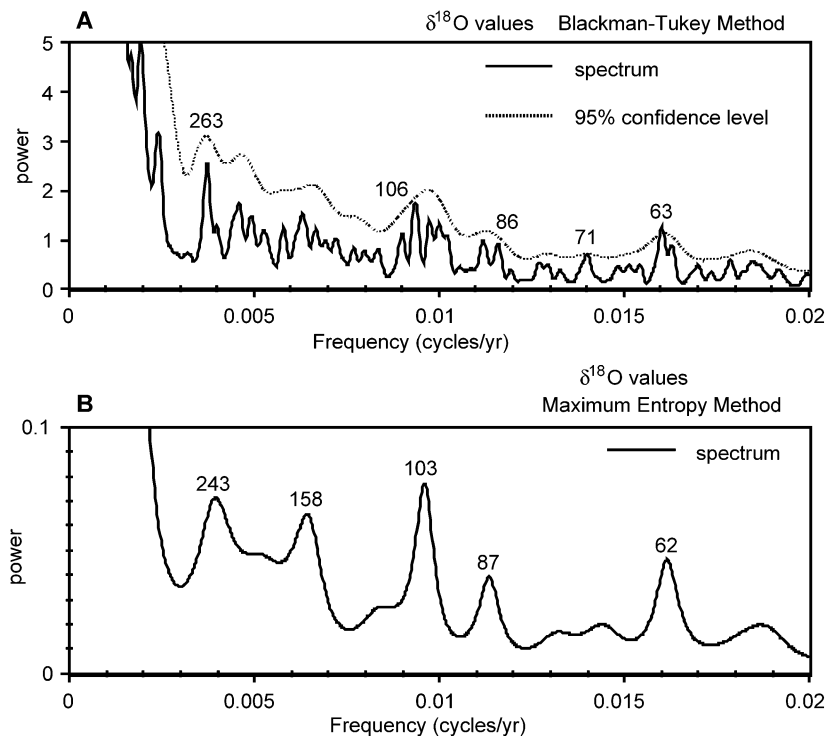 A
δ18O values Blackman-Tukey Method
spectrum
95% confidence level
5
4
3
2
1
0
power
263
106
86
71
63
0 0.005 0.01 0.015 0.02
Frequency (cycles/yr)
B
δ18O values
Maximum Entropy Method
spectrum
0.1
0
power
243
158
103
87
62
0 0.005 0.01 0.015 0.02
Frequency (cycles/yr)